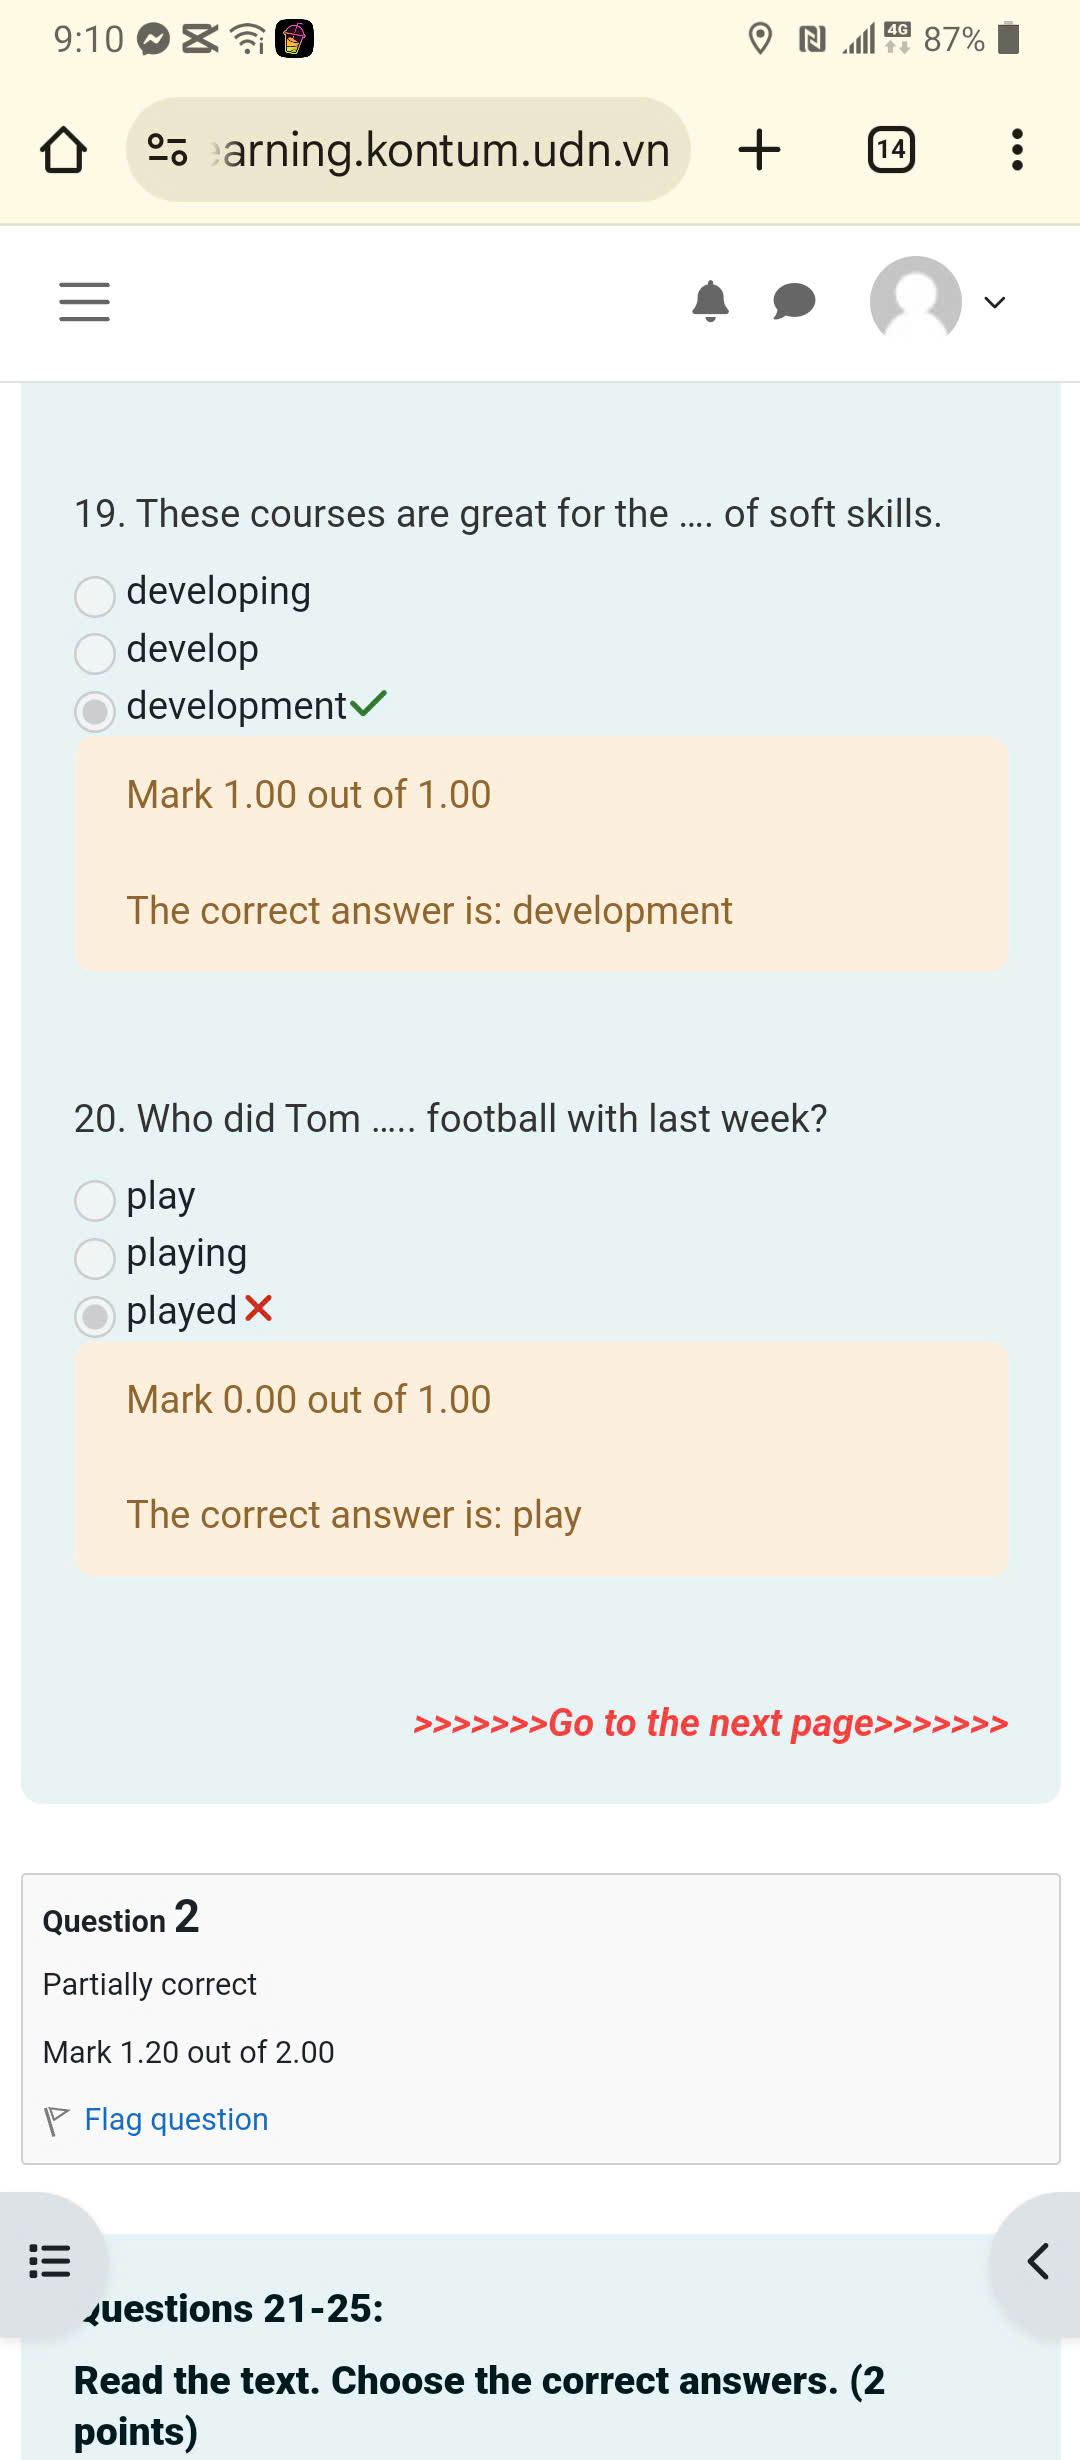 9:10
4G 87%
earning.kontum.udn.vn
14
19. These courses are great for the .... of soft skills.
developing
develop
development
Mark 1.00 out of 1.00
The correct answer is: development
20. Who did Tom ..... football with last week?
play
playing
played
Mark 0.00 out of 1.00
The correct answer is: play
>>>>>>>Go to the next page>>>>>>>
Question 2
Partially correct
Mark 1.20 out of 2.00
Flag question
uestions 21-25:
Read the text. Choose the correct answers. (2
points)